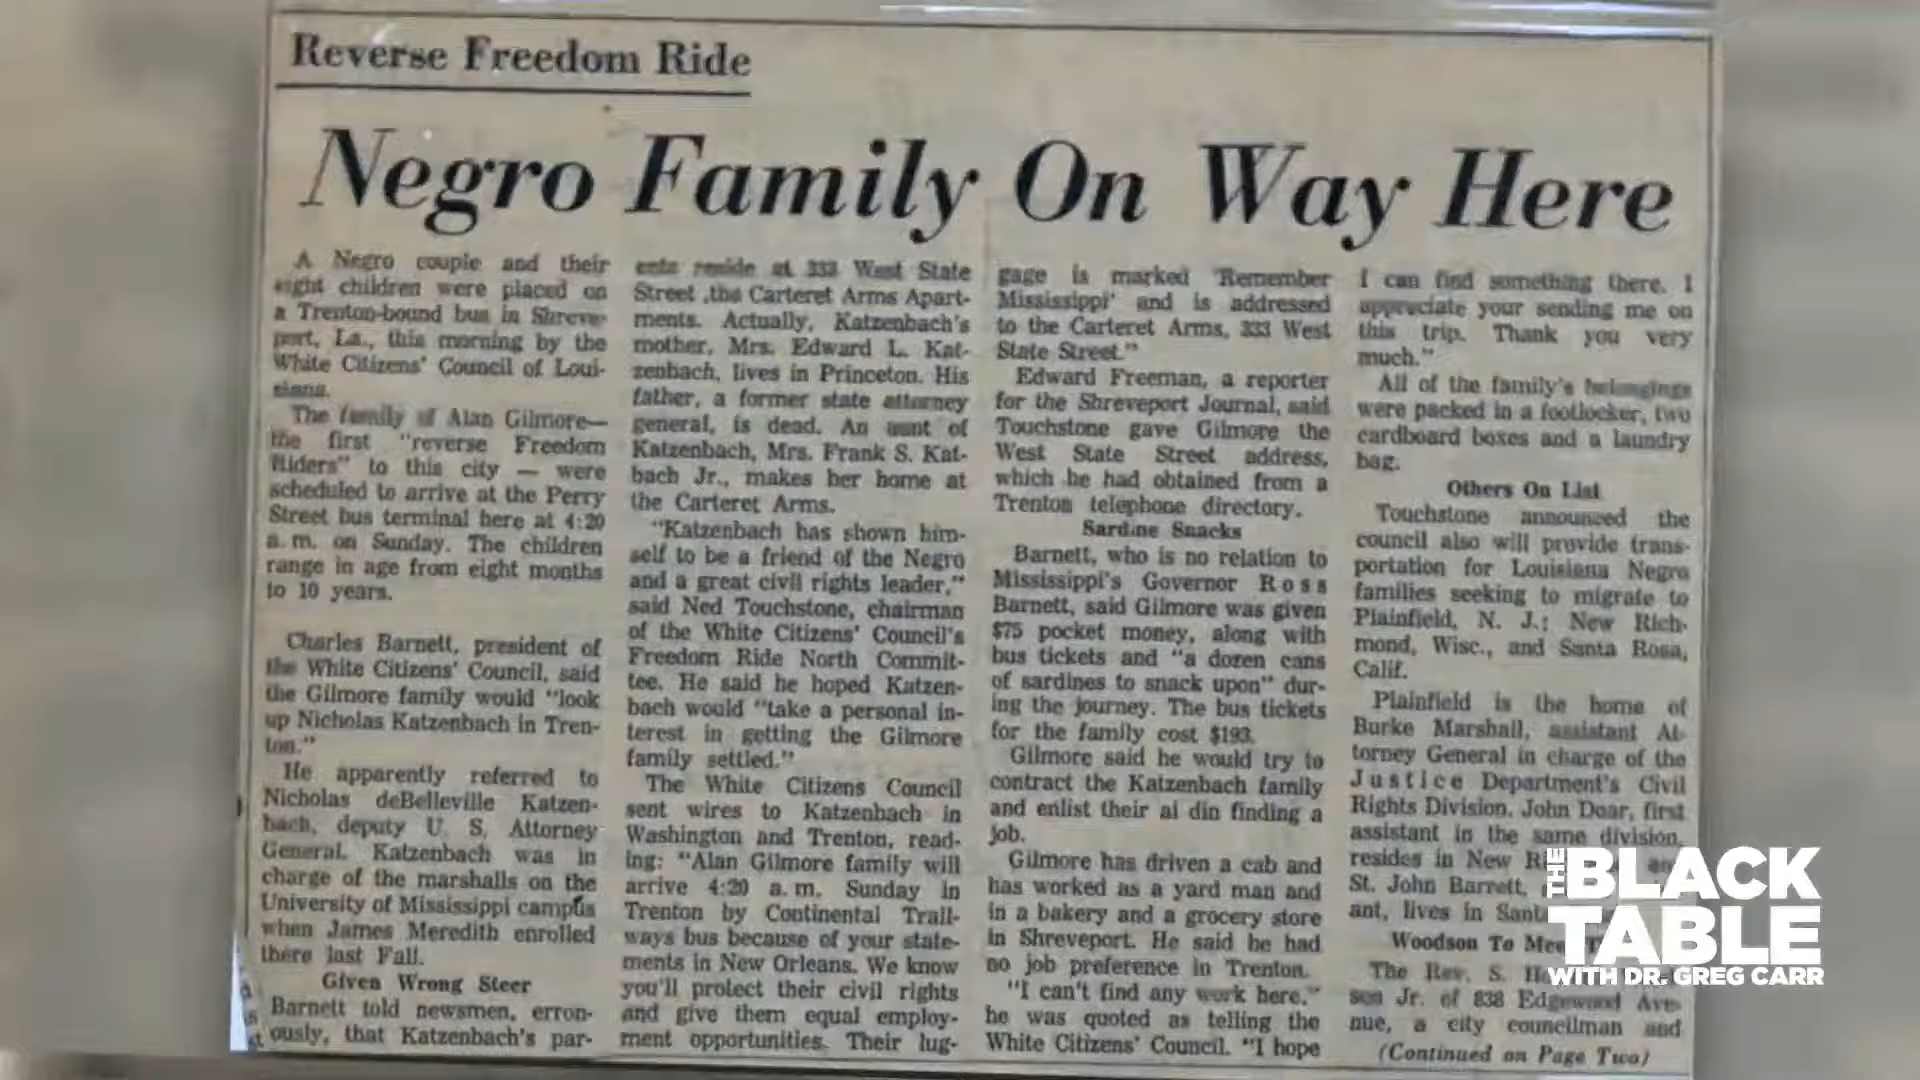 Reverse Freedom Ride
Negro Family On Way Here
A Negro couple and their
eight children were placed on
a Trenton-bound bus in Shreve-
port, La., this morning by the
White Citizens' Council of Loui-
siana.
The family of Alan Gilmore—
the first "reverse Freedom
Riders" to this city — were
scheduled to arrive at the Perry
Street bus terminal here at 4:20
a. m. on Sunday. The children
range in age from eight months
to 10 years.
Charles Barnett, president of
the White Citizens' Council, said
the Gilmore family would "look
up Nicholas Katzenbach in Tren-
ton."
He apparently referred to
Nicholas deBelleville Katzen-
bach, deputy U. S. Attorney
General. Katzenbach was in
charge of the marshalls on the
University of Mississippi campus
when James Meredith enrolled
there last Fall.
Given Wrong Steer
Barnett told newsmen, erron-
ously, that Katzenbach's par-
ents reside at 333 West State
Street ,the Carteret Arms Apart-
ments. Actually, Katzenbach's
mother, Mrs. Edward L. Kat-
zenbach, lives in Princeton. His
father, a former state attorney
general, is dead. An aunt of
Katzenbach, Mrs. Frank S. Kat-
bach Jr., makes her home at
the Carteret Arms.
"Katzenbach has shown him-
self to be a friend of the Negro
and a great civil rights leader,"
said Ned Touchstone, chairman
of the White Citizens' Council's
Freedom Ride North Commit-
tee. He said he hoped Katzen-
bach would "take a personal in-
terest in getting the Gilmore
family settled."
The White Citizens Council
sent wires to Katzenbach in
Washington and Trenton, read-
ing: "Alan Gilmore family will
arrive 4:20 a. m. Sunday in
Trenton by Continental Trail-
ways bus because of your state-
ments in New Orleans. We know
you'll protect their civil rights
and give them equal employ-
ment opportunities. Their lug-
gage is marked 'Remember
Mississippi' and is addressed
to the Carteret Arms, 333 West
State Street."
Edward Freeman, a reporter
for the Shreveport Journal, said
Touchstone gave Gilmore the
West State Street address,
which he had obtained from a
Trenton telephone directory.
Sardine Snacks
Barnett, who is no relation to
Mississippi's Governor Ross
Barnett, said Gilmore was given
$75 pocket money, along with
bus tickets and "a dozen cans
of sardines to snack upon" dur-
ing the journey. The bus tickets
for the family cost $193.
Gilmore said he would try to
contract the Katzenbach family
and enlist their ai din finding a
job.
Gilmore has driven a cab and
has worked as a yard man and
in a bakery and a grocery store
in Shreveport. He said he had
no job preference in Trenton.
"I can't find any work here,"
he was quoted as telling the
White Citizens' Council. "I hope
I can find something there. I
appreciate your sending me on
this trip. Thank you very
much."
All of the family's belongings
were packed in a footlocker, two
cardboard boxes and a laundry
bag.
Others On List
Touchstone announced the
council also will provide trans-
portation for Louisiana Negro
families seeking to migrate to
Plainfield, N. J.; New Rich-
mond, Wisc., and Santa Rosa,
Calif.
Plainfield is the home of
Burke Marshall, assistant At-
torney General in charge of the
Justice Department's Civil
Rights Division. John Doar, first
assistant in the same division,
resides in New
St. John Barrett,
ant, lives in
Woodson To
The Rev. S.
son Jr. of 838 Edgewood Ave-
nue, a city councilman and
(Continued on Page Two)
THE BLACK TABLE
WITH DR. GREG CARR